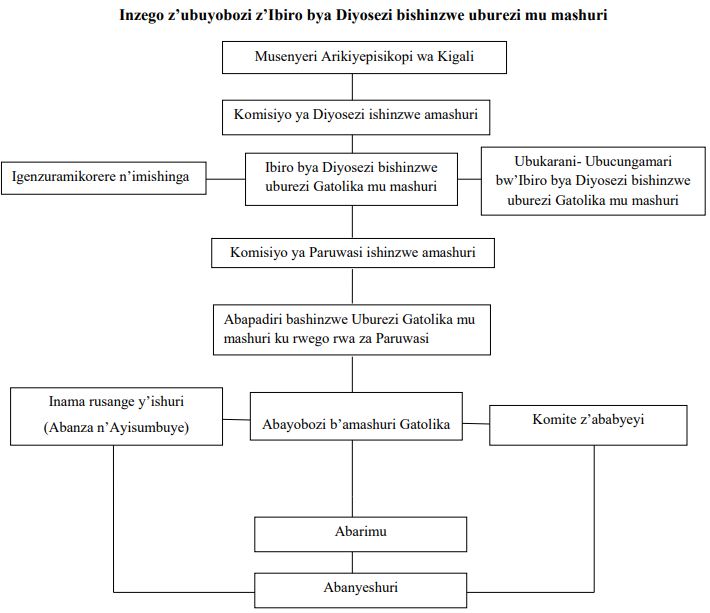 Inzego z’ubuyobozi z’Ibiro bya Diyosezi bishinzwe uburezi mu mashuri
Musenyeri Arikiyepisikopi wa Kigali
Komisiyo ya Diyosezi ishinzwe amashuri
Igenzuramikorere n’imishinga
Ibiro bya Diyosezi bishinzwe
uburezi Gatolika mu mashuri
Ubukarani- Ubucungamari
bw’Ibiro bya Diyosezi bishinzwe
uburezi Gatolika mu mashuri
Komisiyo ya Paruwasi ishinzwe amashuri
Abapadiri bashinzwe Uburezi Gatolika mu
mashuri ku rwego rwa za Paruwasi
Inama rusange y’ishuri
(Abanza n’Ayisumbuye)
Abayobozi b’amashuri Gatolika
Komite z’ababyeyi
Abarimu
Abanyeshuri